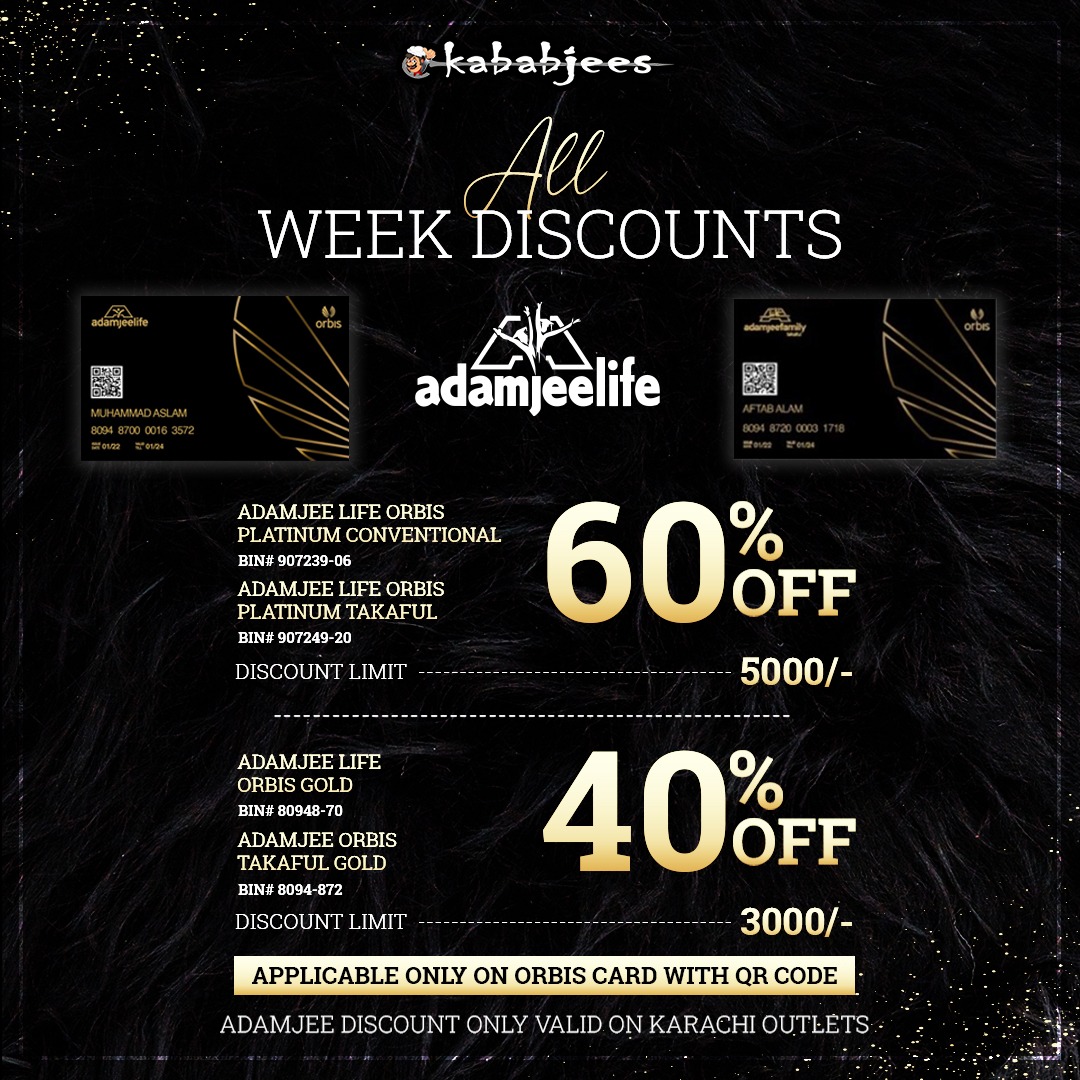 kababjees
All
WEEK DISCOUNTS
adamjeelife
orbis
MUHAMMAD ASLAM
8094 8700 0016 3572
01/22 01/24
adamjeelife
adamjeefamily
orbis
AFTAB ALAM
8094 8720 0003 1718
01/22 01/24
ADAMJEE LIFE ORBIS
PLATINUM CONVENTIONAL
BIN# 907239-06
ADAMJEE LIFE ORBIS
PLATINUM TAKAFUL
BIN# 907249-20
60% OFF
DISCOUNT LIMIT 5000/-
ADAMJEE LIFE
ORBIS GOLD
BIN# 80948-70
ADAMJEE ORBIS
TAKAFUL GOLD
BIN# 8094-872
40% OFF
DISCOUNT LIMIT 3000/-
APPLICABLE ONLY ON ORBIS CARD WITH QR CODE
ADAMJEE DISCOUNT ONLY VALID ON KARACHI OUTLETS